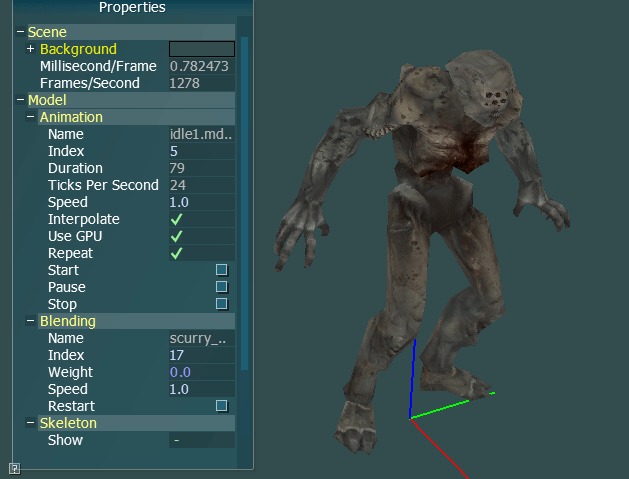 Properties
− Scene
+ Background
Millisecond/Frame 0.782473
Frames/Second 1278
− Model
− Animation
Name idle1.md..
Index 5
Duration 79
Ticks Per Second 24
Speed 1.0
Interpolate ✓
Use GPU ✓
Repeat ✓
Start
Pause
Stop
− Blending
Name scurry_..
Index 17
Weight 0.0
Speed 1.0
Restart
− Skeleton
Show -
?